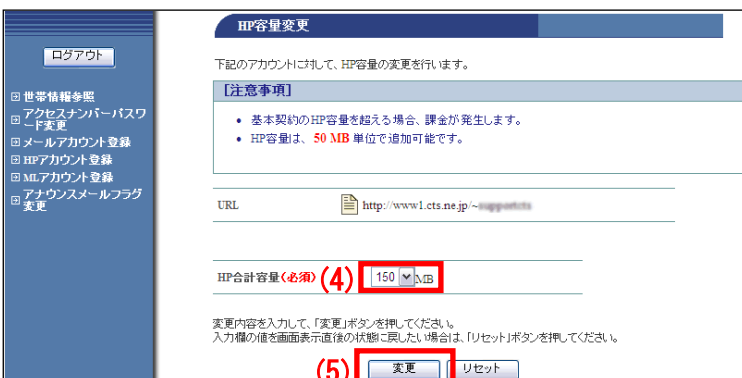 HP容量変更
ログアウト
下記のアカウントに対して、HP容量の変更を行います。
[注意事項]
世帯情報参照
アクセスナンバーパスワ
ード変更
メールアカウント登録
HPアカウント登録
MLアカウント登録
アナウンスメールフラグ
変更
• 基本契約のHP容量を超える場合、課金が発生します。
• HP容量は、50 MB 単位で追加可能です。
URL http://www1.cts.ne.jp/~
HP合計容量(必須) (4) 150 MB
変更内容を入力して、「変更」ボタンを押してください。
入力欄の値を画面表示直後の状態に戻したい場合は、「リセット」ボタンを押してください。
(5) 変更 リセット